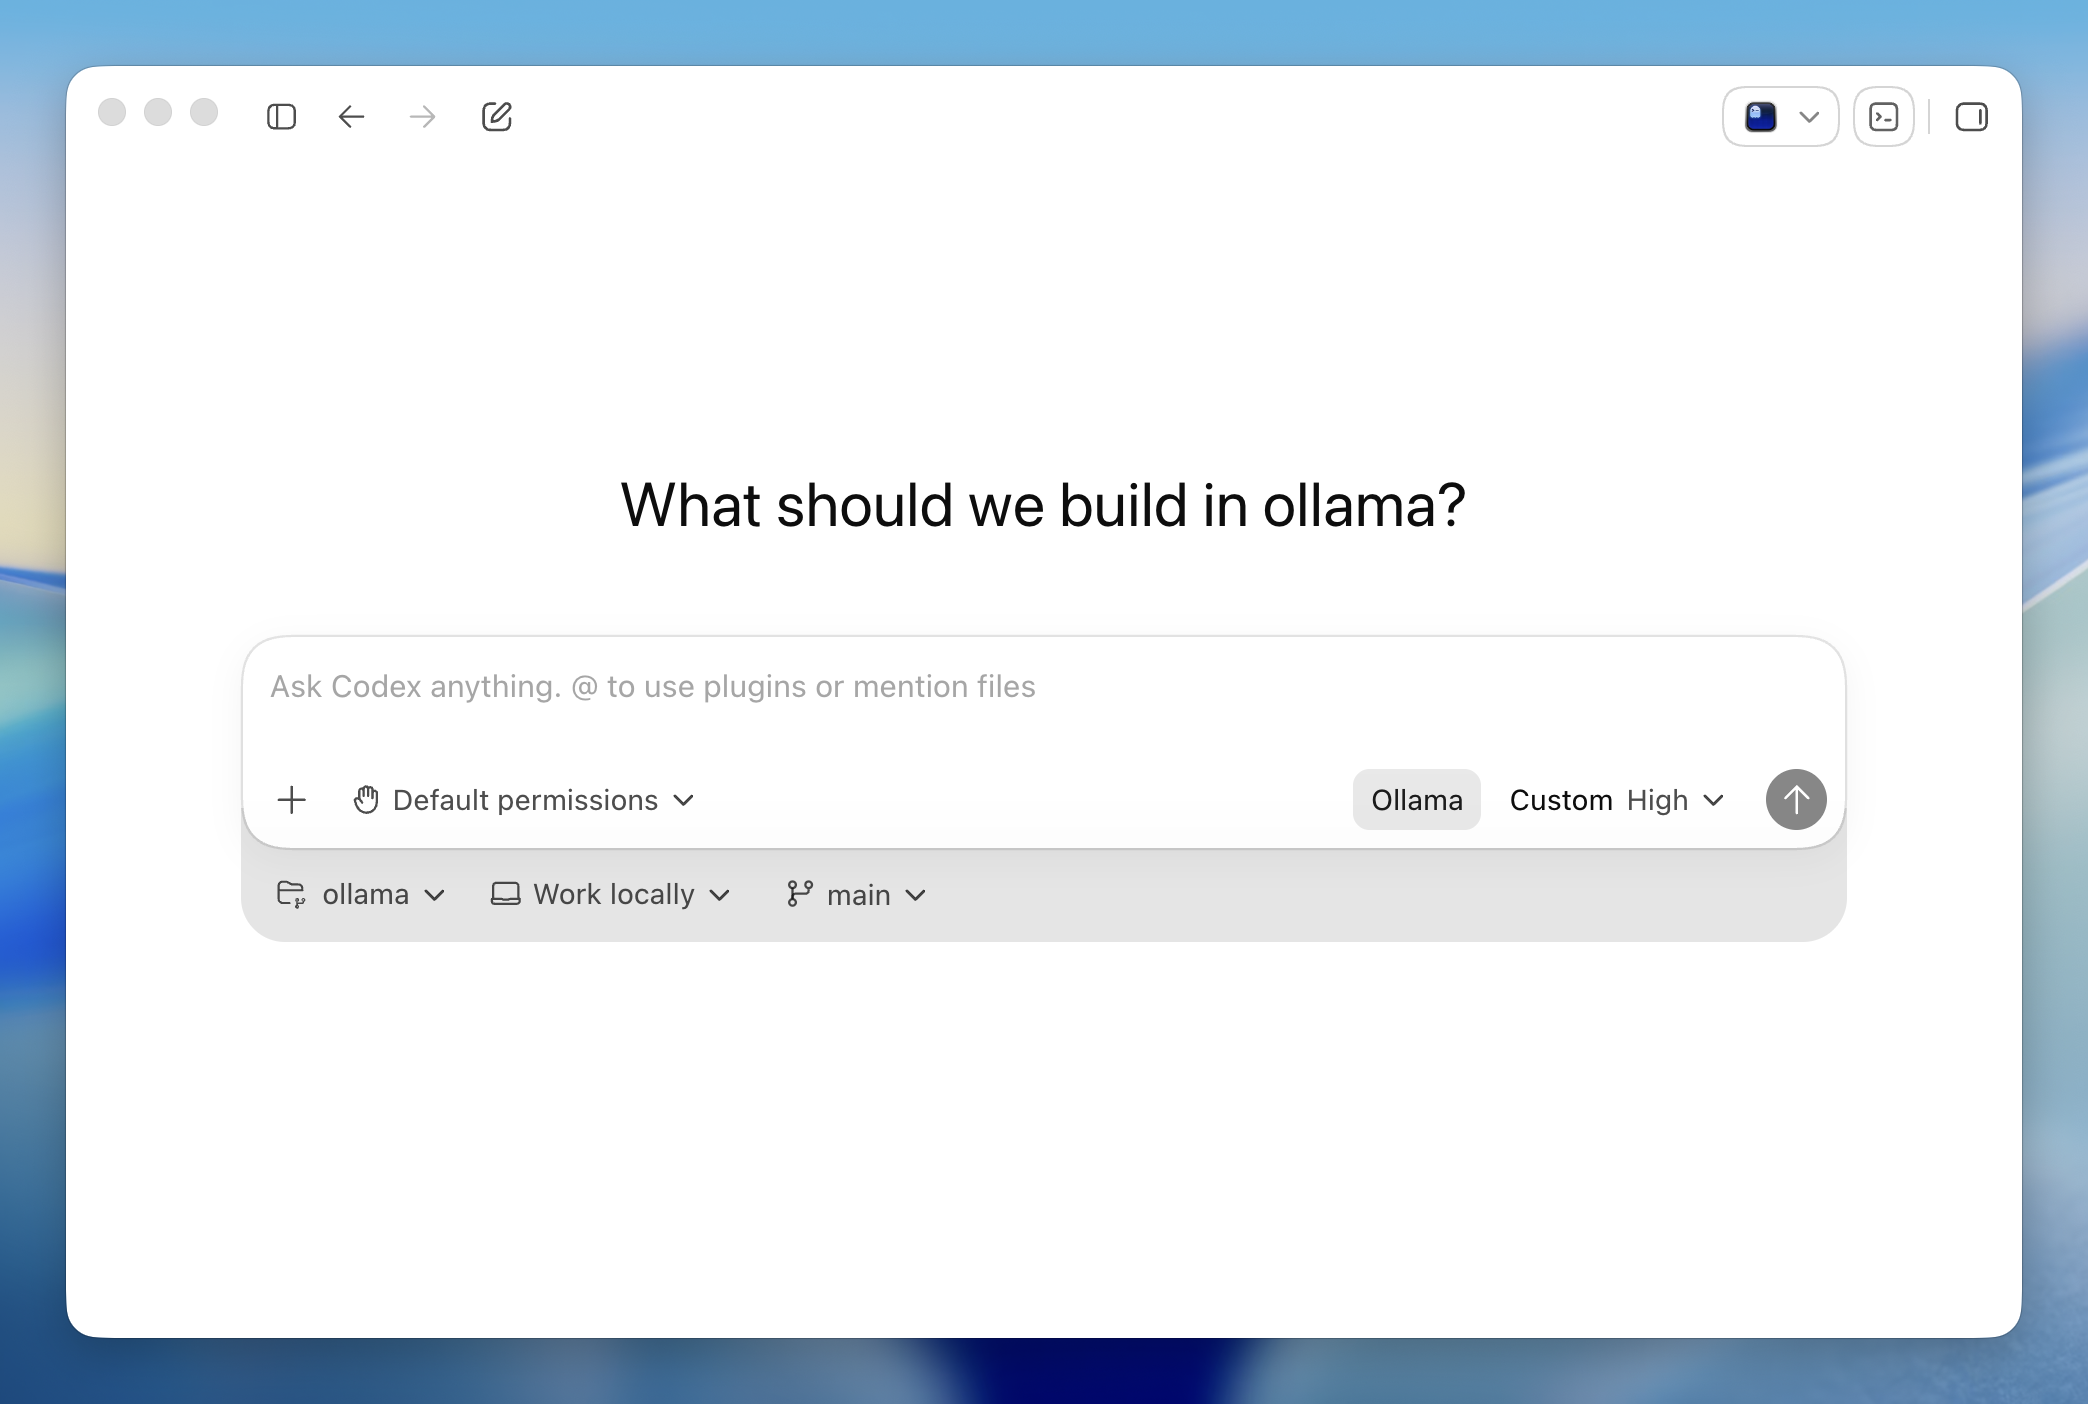 What should we build in ollama?
Ask Codex anything. @ to use plugins or mention files
Default permissions
Ollama
Custom High
ollama
Work locally
main